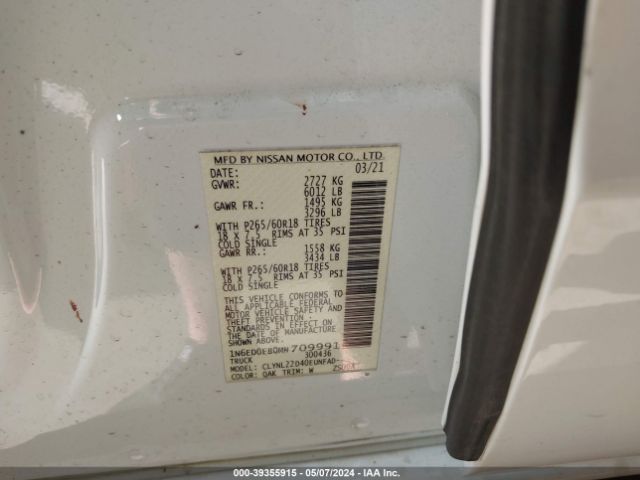 MFD BY NISSAN MOTOR CO., LTD.
DATE: 03/21
GVWR: 2727 KG
6012 LB
GAWR FR.: 1495 KG
3296 LB
WITH P265/60R18 TIRES
18 x 7.5 RIMS AT 35 PSI
COLD SINGLE
GAWR RR.: 1558 KG
3434 LB
WITH P265/60R18 TIRES
18 x 7.5 RIMS AT 35 PSI
COLD SINGLE
THIS VEHICLE CONFORMS TO
ALL APPLICABLE FEDERAL
MOTOR VEHICLE SAFETY AND
THEFT PREVENTION
STANDARDS IN EFFECT ON
THE DATE OF MANUFACTURE
SHOWN ABOVE.
1N6ED0EB0MN709991
TRUCK 300436
MODEL: CLYNLZZD40EUNFAD--
COLOR: QAK TRIM: W
000-39355915 - 05/07/2024 - IAA Inc.